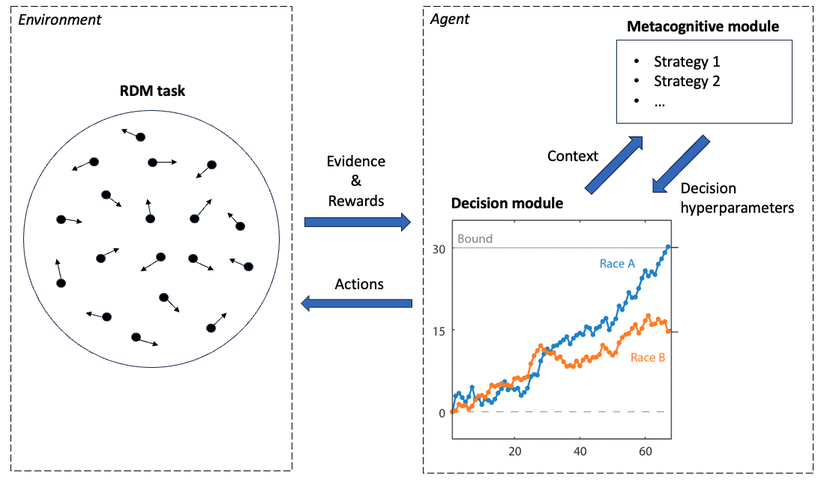 Environment
RDM task
Evidence
&
Rewards
Actions
Agent
Metacognitive module
• Strategy 1
• Strategy 2
• ...
Context
Decision
hyperparameters
Decision module
Bound
30
Race A
15
Race B
0
20
40
60